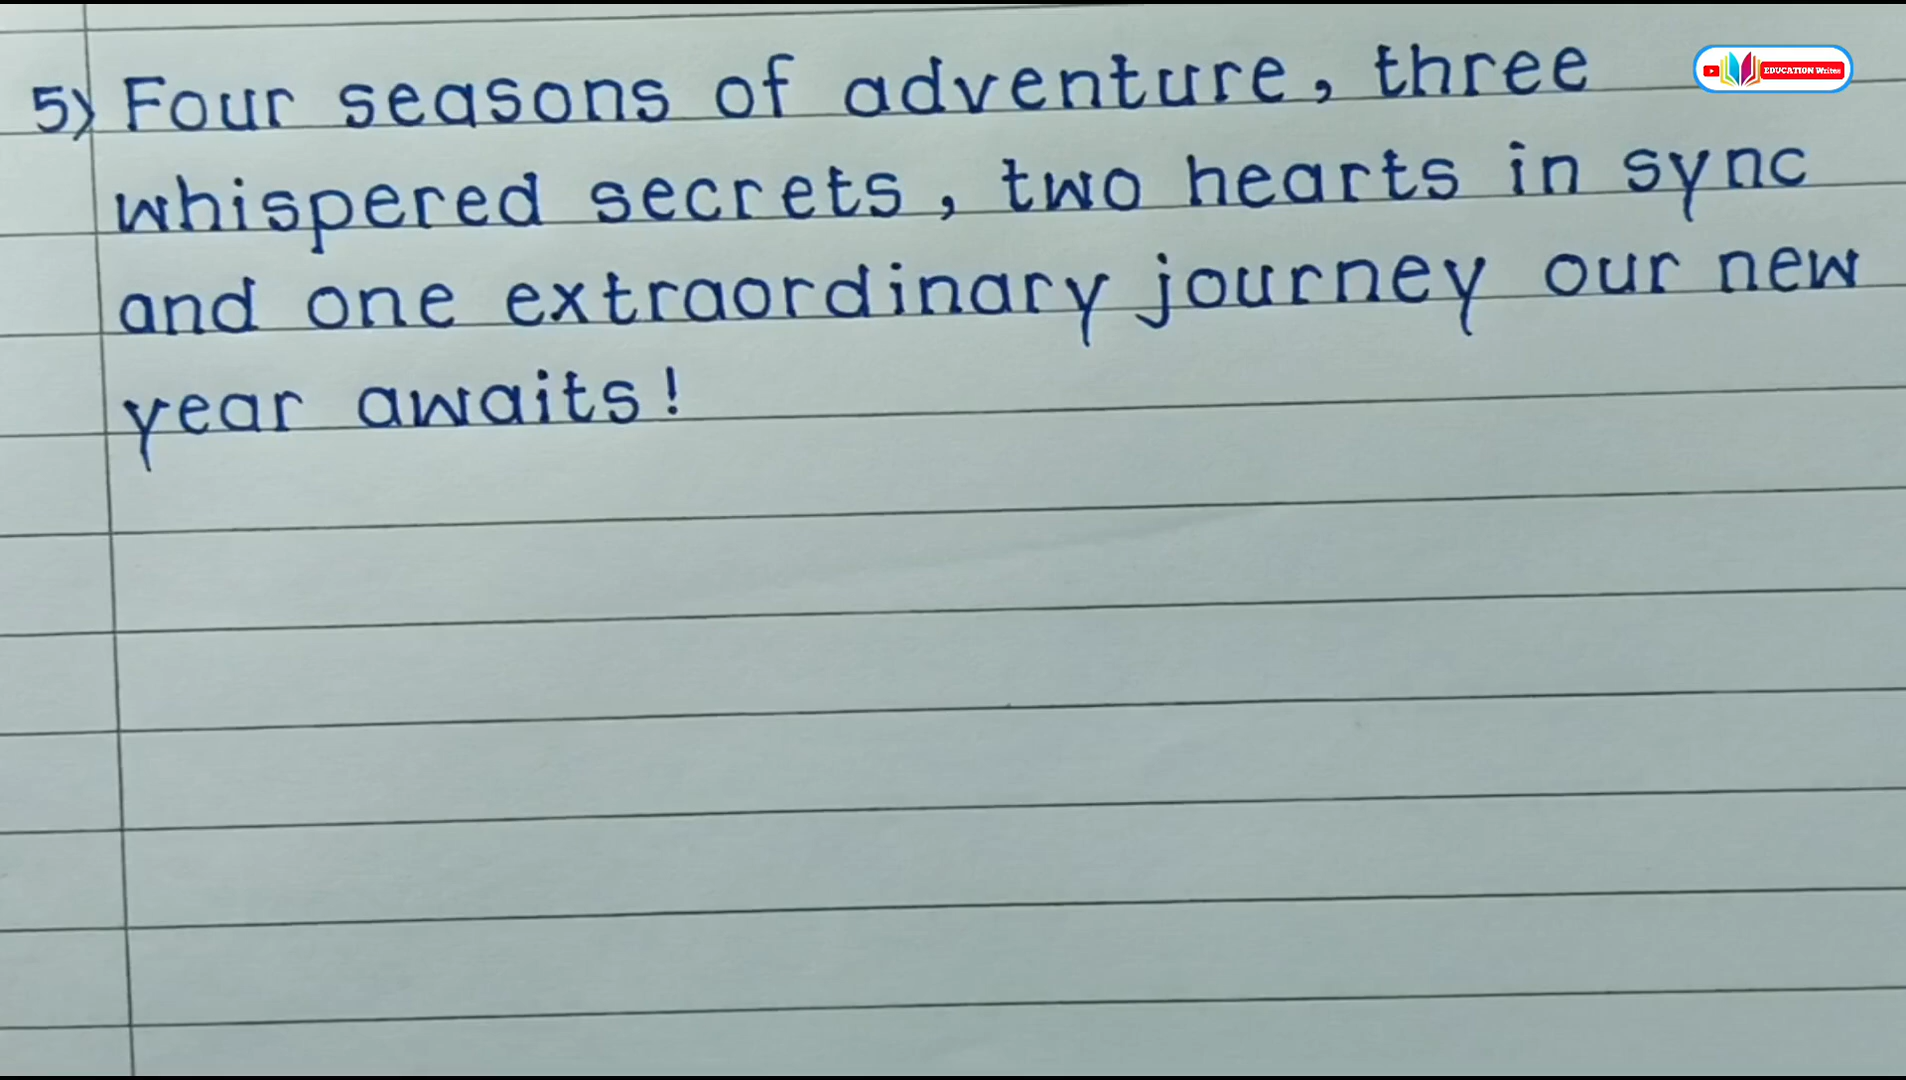 5) Four seasons of adventure, three
whispered secrets, two hearts in sync
and one extraordinary journey our new
year awaits!
EDUCATION Writes